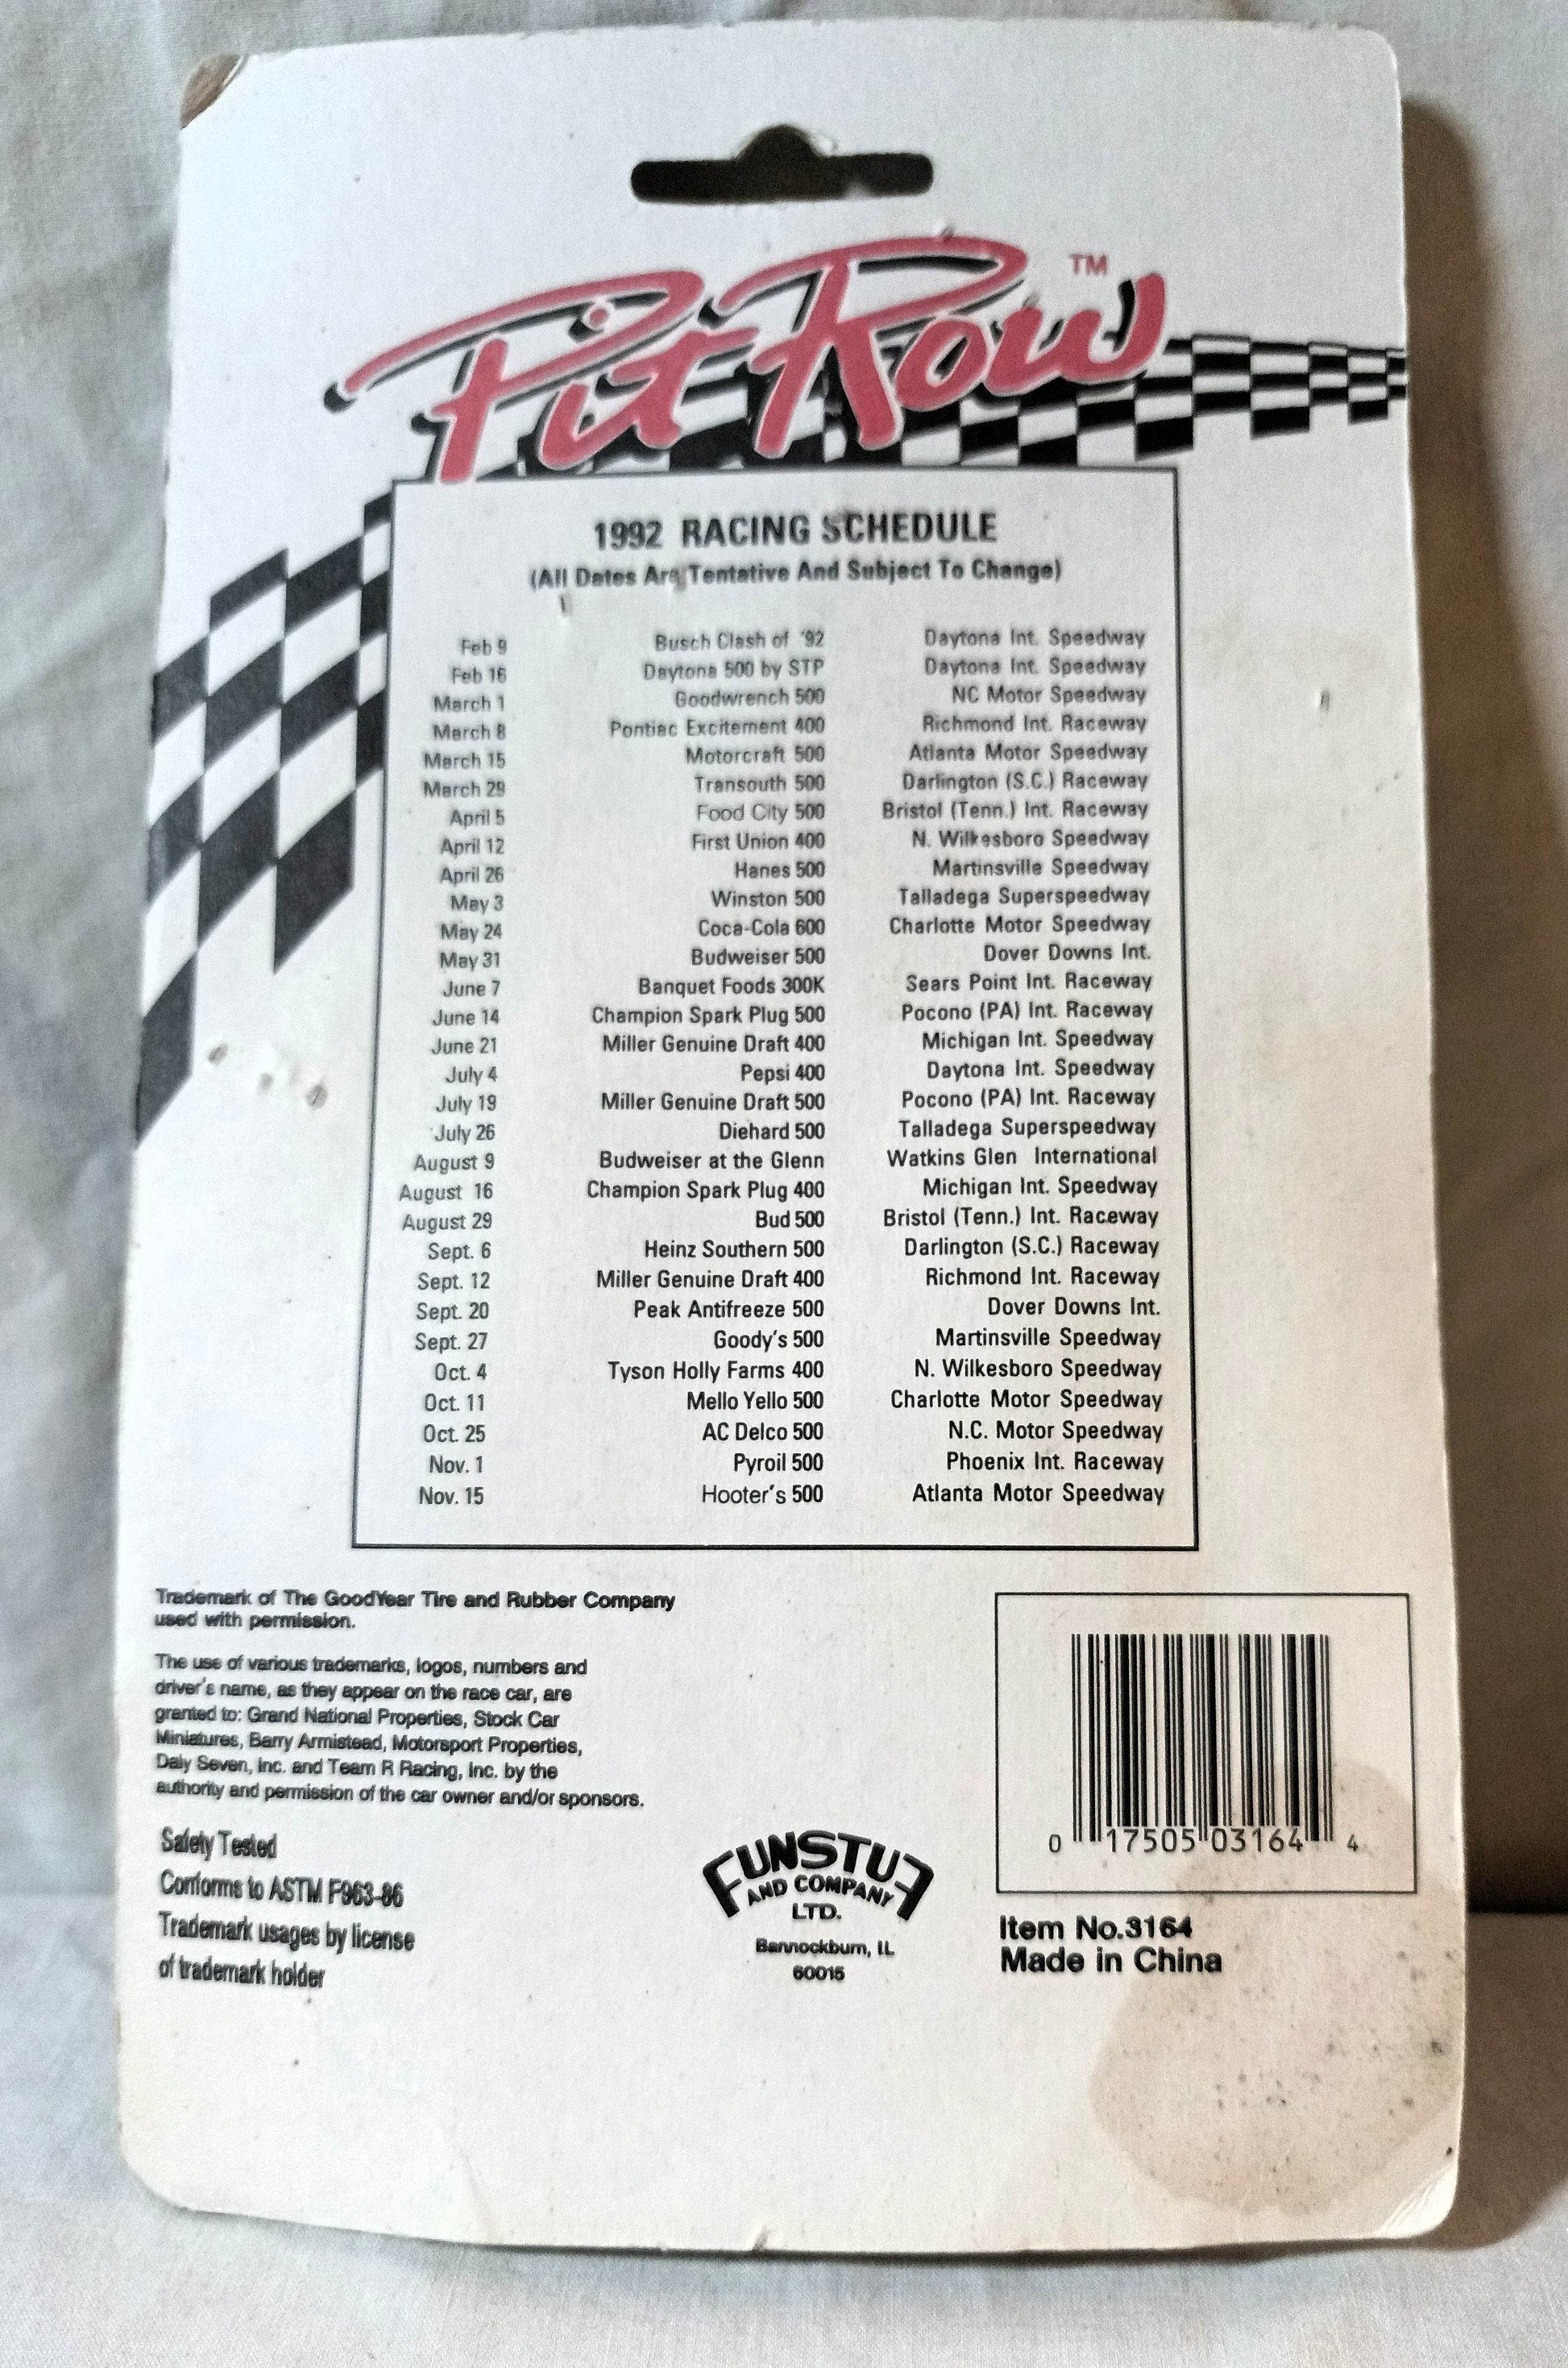 Pit Row TM
1992 RACING SCHEDULE
(All Dates Are Tentative And Subject To Change)
Feb 9 Busch Clash of '92 Daytona Int. Speedway
Feb 16 Daytona 500 by STP Daytona Int. Speedway
March 1 Goodwrench 500 NC Motor Speedway
March 8 Pontiac Excitement 400 Richmond Int. Raceway
March 15 Motorcraft 500 Atlanta Motor Speedway
March 29 Transouth 500 Darlington (S.C.) Raceway
April 5 Food City 500 Bristol (Tenn.) Int. Raceway
April 12 First Union 400 N. Wilkesboro Speedway
April 26 Hanes 500 Martinsville Speedway
May 3 Winston 500 Talladega Superspeedway
May 24 Coca-Cola 600 Charlotte Motor Speedway
May 31 Budweiser 500 Dover Downs Int.
June 7 Banquet Foods 300K Sears Point Int. Raceway
June 14 Champion Spark Plug 500 Pocono (PA) Int. Raceway
June 21 Miller Genuine Draft 400 Michigan Int. Speedway
July 4 Pepsi 400 Daytona Int. Speedway
July 19 Miller Genuine Draft 500 Pocono (PA) Int. Raceway
July 26 Diehard 500 Talladega Superspeedway
August 9 Budweiser at the Glenn Watkins Glen International
August 16 Champion Spark Plug 400 Michigan Int. Speedway
August 29 Bud 500 Bristol (Tenn.) Int. Raceway
Sept. 6 Heinz Southern 500 Darlington (S.C.) Raceway
Sept. 12 Miller Genuine Draft 400 Richmond Int. Raceway
Sept. 20 Peak Antifreeze 500 Dover Downs Int.
Sept. 27 Goody's 500 Martinsville Speedway
Oct. 4 Tyson Holly Farms 400 N. Wilkesboro Speedway
Oct. 11 Mello Yello 500 Charlotte Motor Speedway
Oct. 25 AC Delco 500 N.C. Motor Speedway
Nov. 1 Pyroil 500 Phoenix Int. Raceway
Nov. 15 Hooter's 500 Atlanta Motor Speedway
Trademark of The GoodYear Tire and Rubber Company
used with permission.
The use of various trademarks, logos, numbers and
driver's name, as they appear on the race car, are
granted to: Grand National Properties, Stock Car
Miniatures, Barry Armistead, Motorsport Properties,
Daly Seven, Inc. and Team R Racing, Inc. by the
authority and permission of the car owner and/or sponsors.
Safety Tested
Conforms to ASTM F963-86
Trademark usages by license
of trademark holder
FUNSTUF
AND COMPANY
LTD.
Bannockburn, IL
60015
0 17505 03164 4
Item No.3164
Made in China